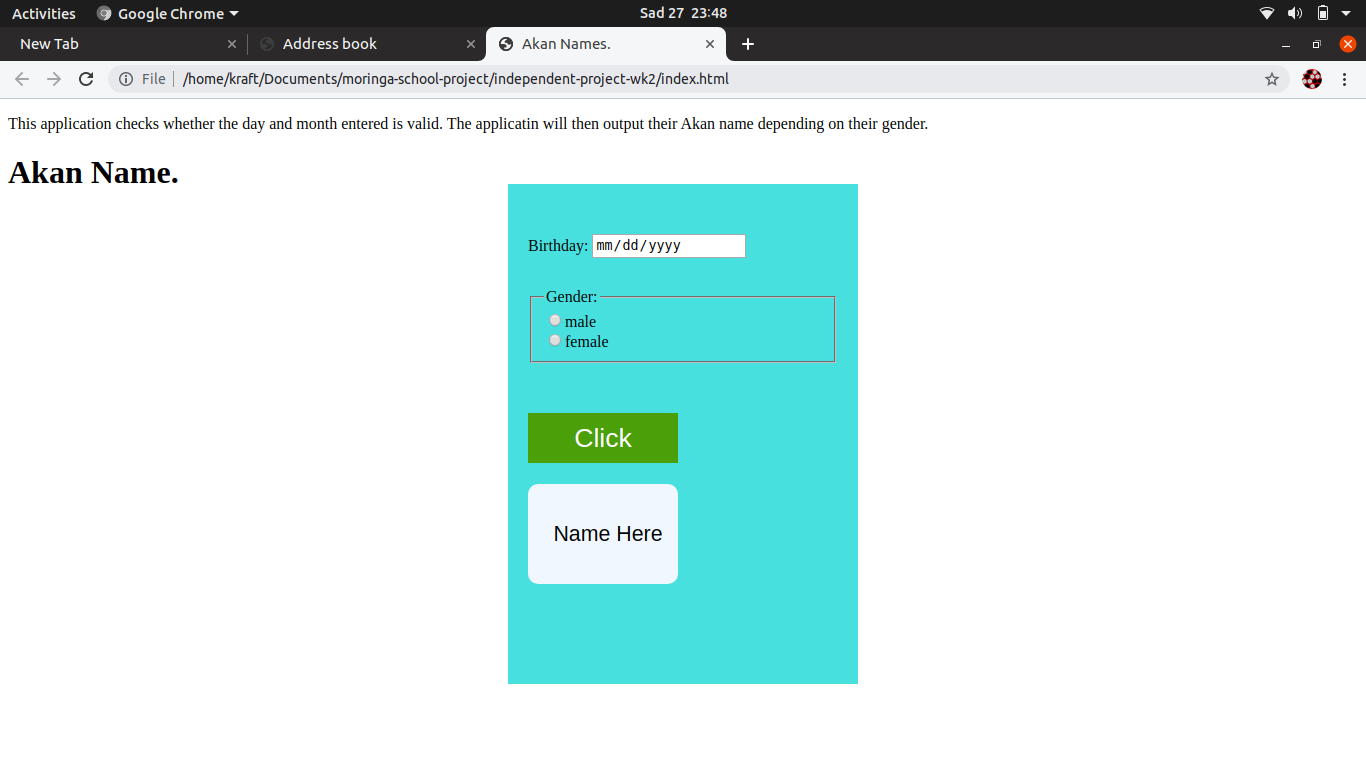 Activities Google Chrome Sad 27 23:48
New Tab Address book Akan Names.
File /home/kraft/Documents/moringa-school-project/independent-project-wk2/index.html
This application checks whether the day and month entered is valid. The applicatin will then output their Akan name depending on their gender.
Akan Name.
Birthday: mm/dd/yyyy
Gender:
male
female
Click
Name Here